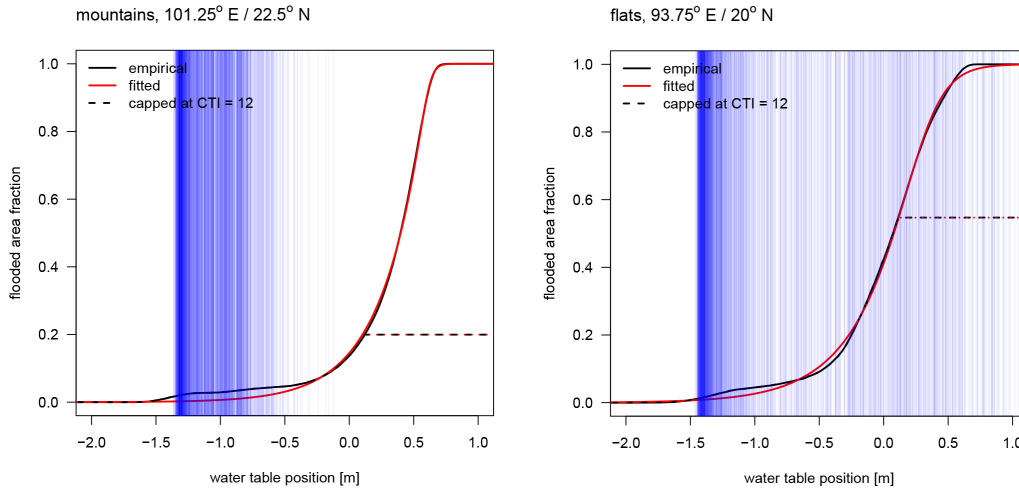 mountains, 101.25° E / 22.5° N
empirical
fitted
capped at CTI = 12
flooded area fraction
1.0
0.8
0.6
0.4
0.2
0.0
−2.0 −1.5 −1.0 −0.5 0.0 0.5 1.0
water table position [m]
flats, 93.75° E / 20° N
empirical
fitted
capped at CTI = 12
flooded area fraction
1.0
0.8
0.6
0.4
0.2
0.0
−2.0 −1.5 −1.0 −0.5 0.0 0.5 1.0
water table position [m]